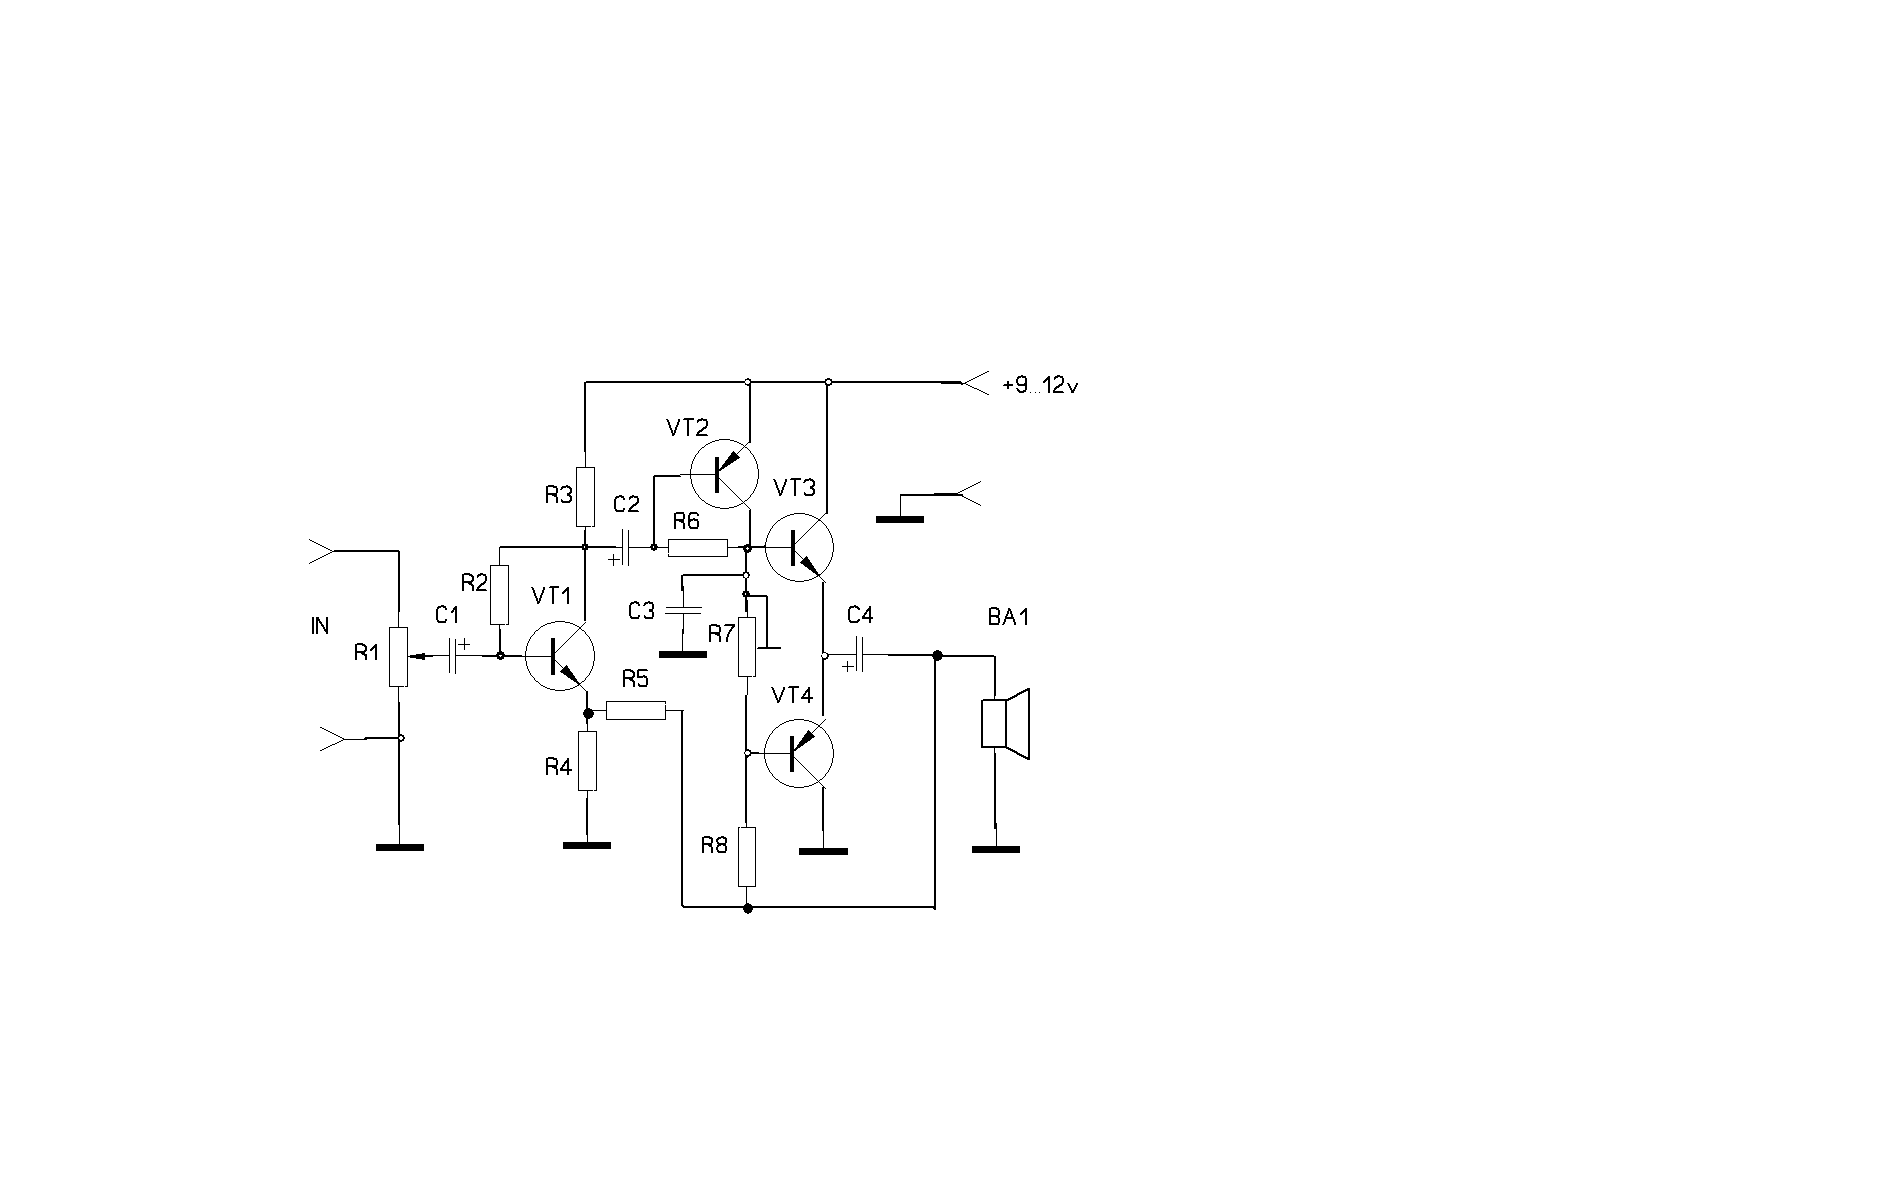 +9...12v
VT2
VT3
R3
C2
R6
R2
VT1
C1
C3
C4
BA1
IN
R1
R7
R5
VT4
R4
R8